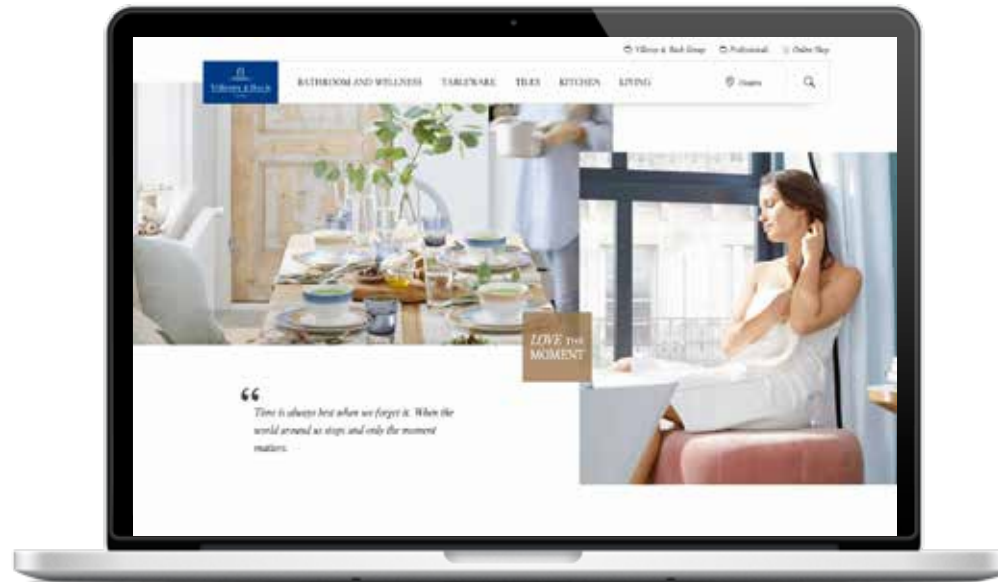 Villeroy & Boch Group Professionals Online Shop
Villeroy & Boch
BATHROOM AND WELLNESS TABLEWARE TILES KITCHEN LIVING
LOVE THE
MOMENT
“
Time is always best when we forget it. When the
world around us stops and only the moment
matters.